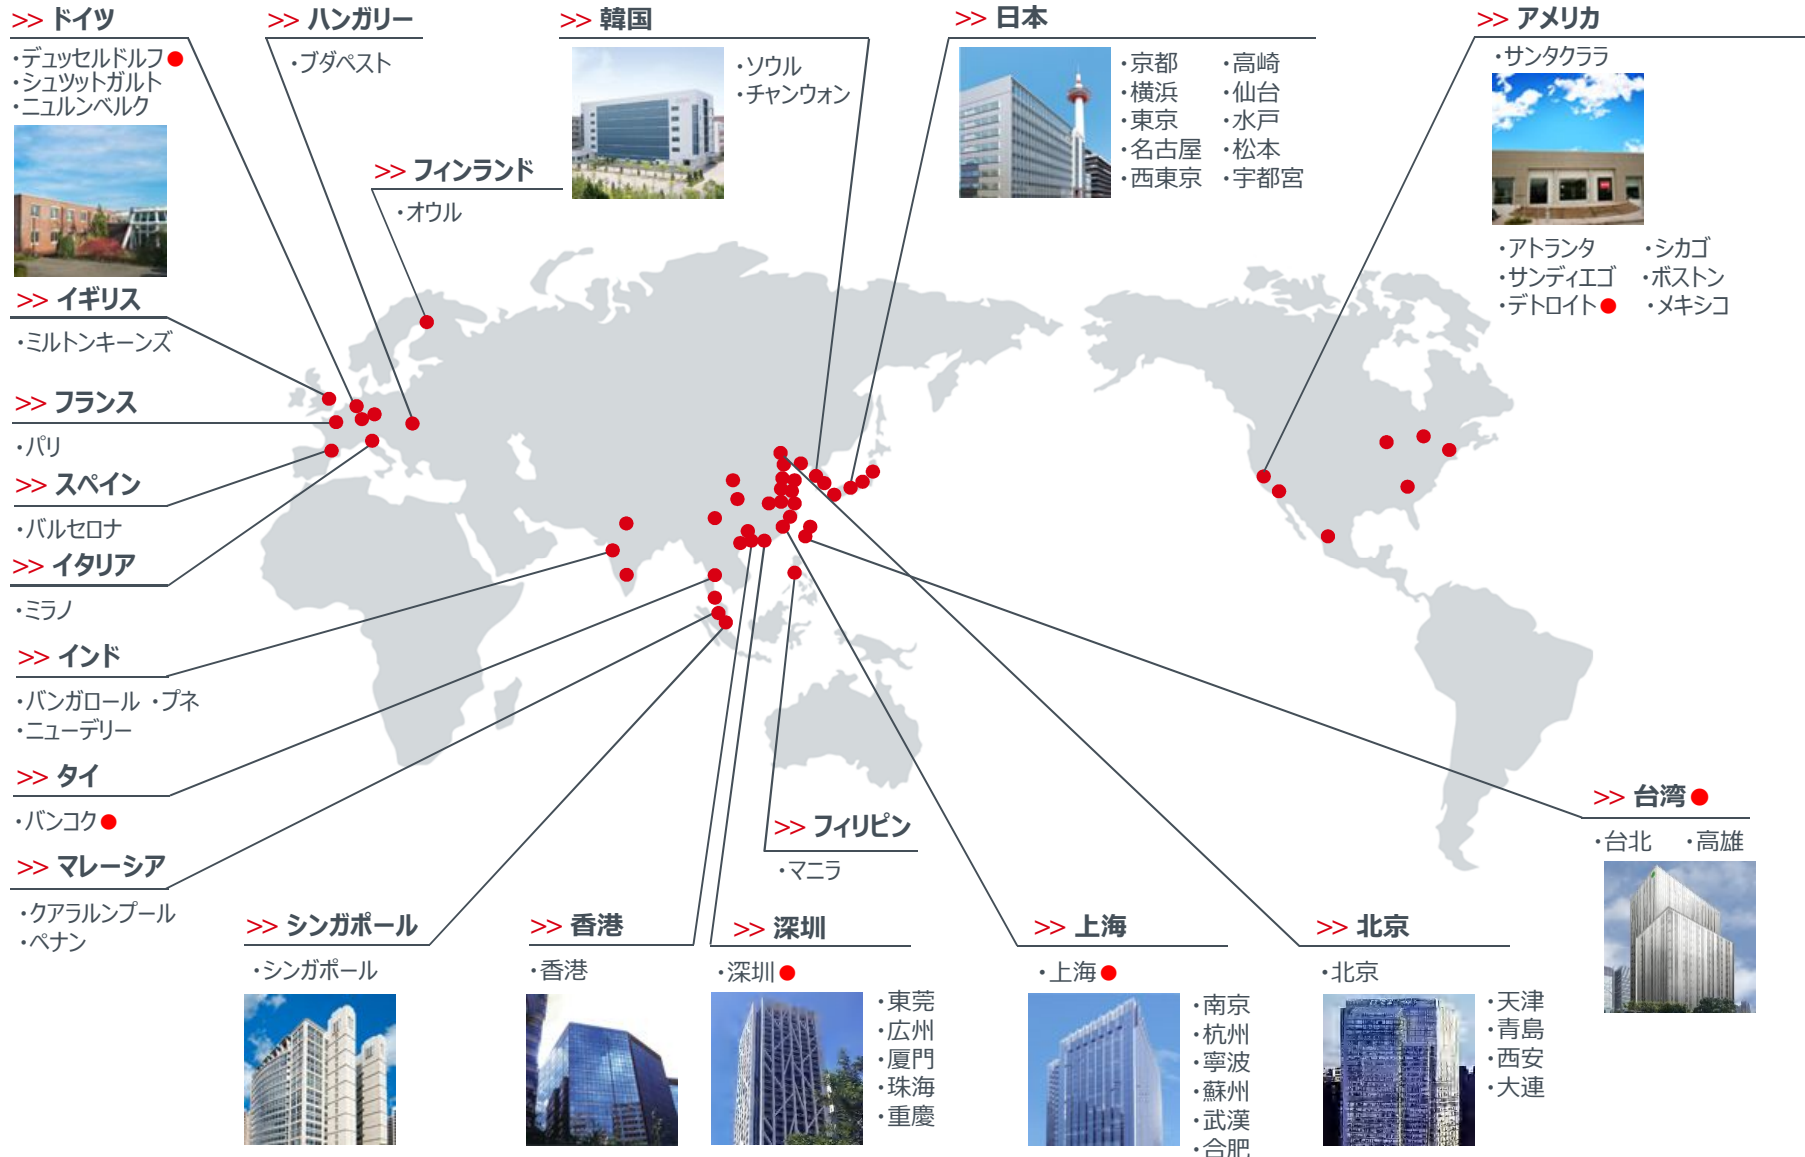 >> ドイツ
・デュッセルドルフ
・シュツットガルト
・ニュルンベルク
>> ハンガリー
・ブダペスト
>> フィンランド
・オウル
>> 韓国
・ソウル
・チャンウォン
>> 日本
・京都 ・高崎
・横浜 ・仙台
・東京 ・水戸
・名古屋 ・松本
・西東京 ・宇都宮
>> アメリカ
・サンタクララ
・アトランタ ・シカゴ
・サンディエゴ ・ボストン
・デトロイト ・メキシコ
>> イギリス
・ミルトンキーンズ
>> フランス
・パリ
>> スペイン
・バルセロナ
>> イタリア
・ミラノ
>> インド
・バンガロール ・プネ
・ニューデリー
>> タイ
・バンコク
>> マレーシア
・クアラルンプール
・ペナン
>> シンガポール
・シンガポール
>> 香港
・香港
>> フィリピン
・マニラ
>> 深圳
・深圳
・東莞
・広州
・厦門
・珠海
・重慶
>> 上海
・上海
・南京
・杭州
・寧波
・蘇州
・武漢
・合肥
>> 北京
・北京
・天津
・青島
・西安
・大連
>> 台湾
・台北 ・高雄